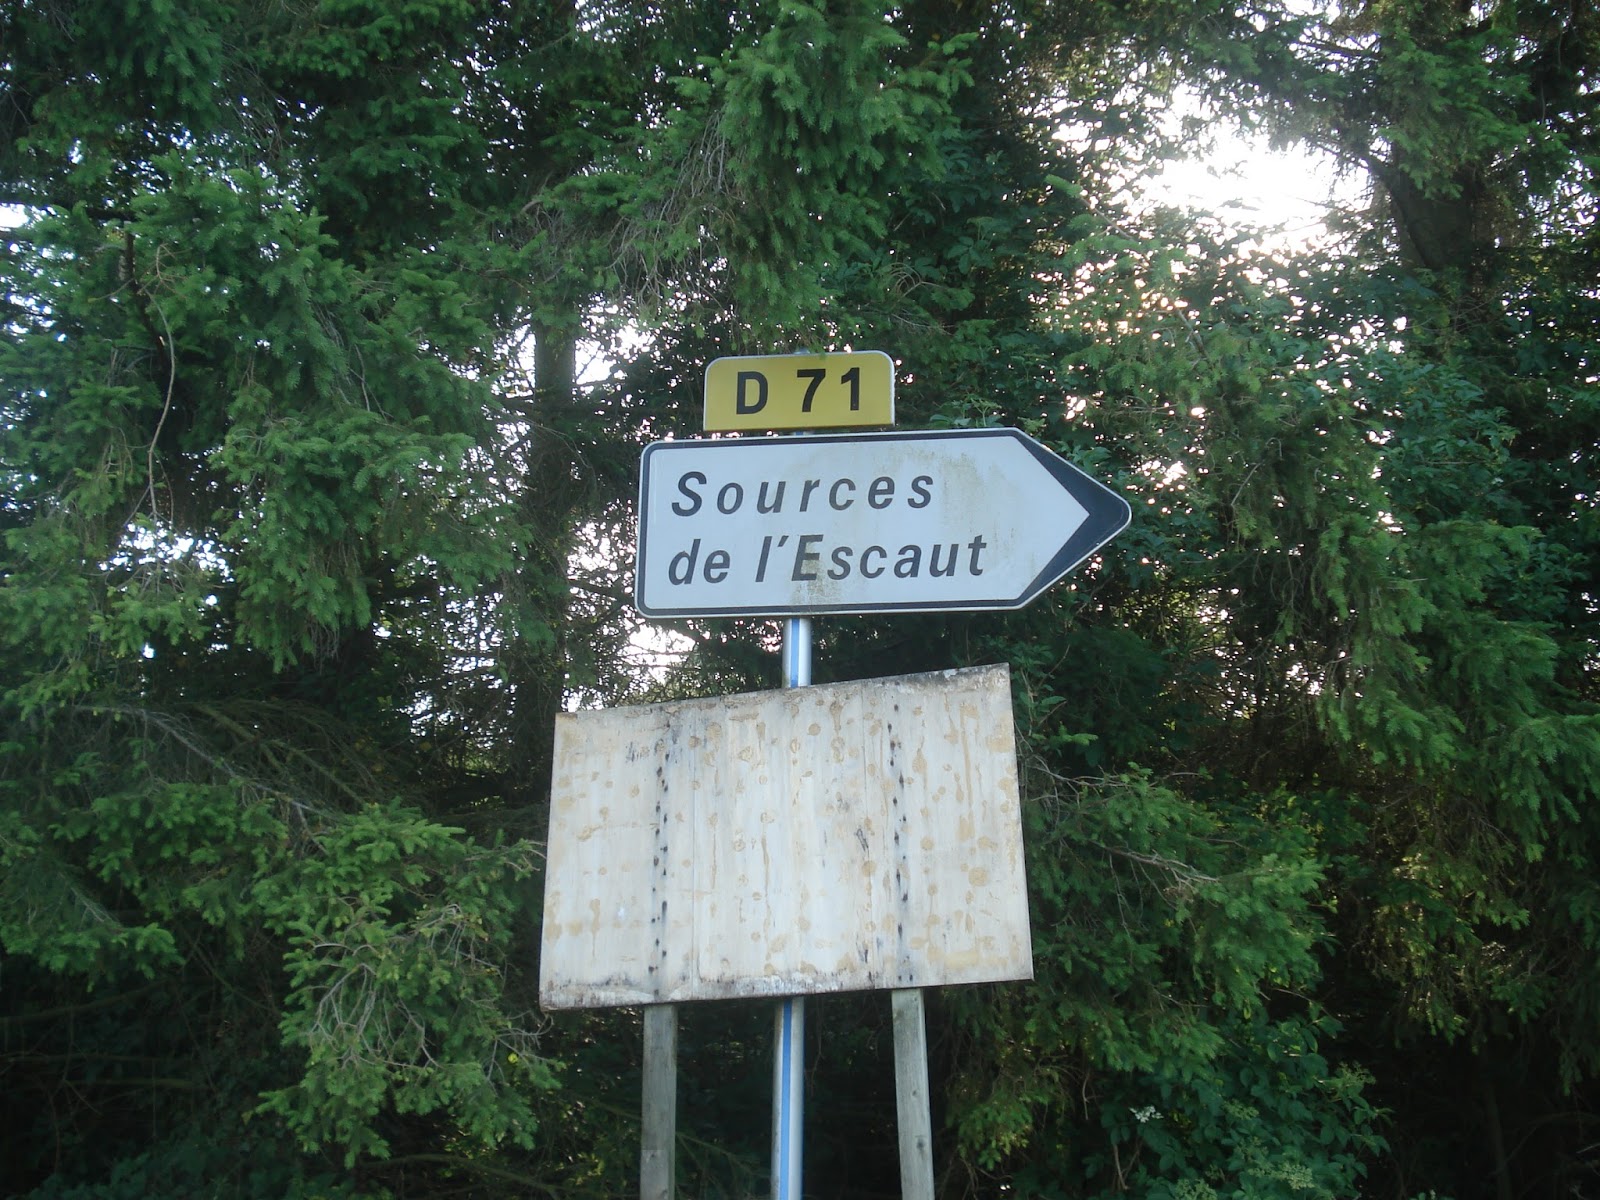 D 71
Sources
de l'Escaut